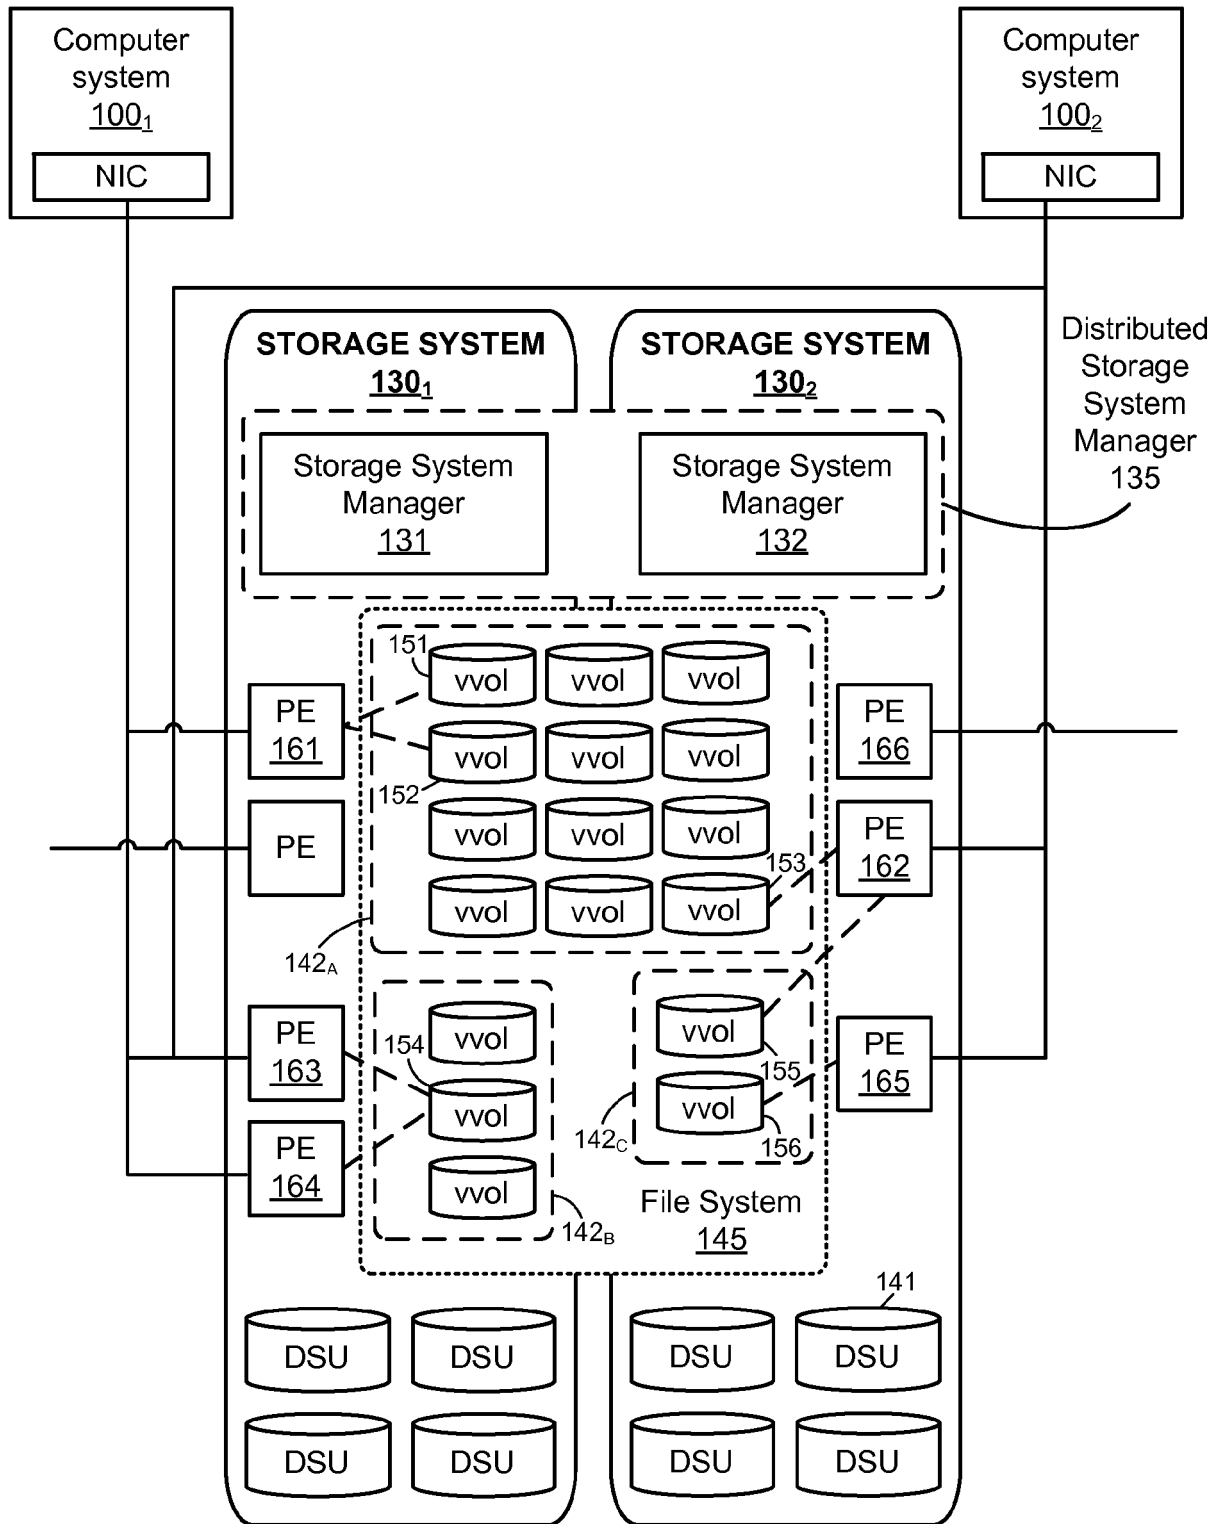 Computer
system
100₁
NIC
Computer
system
100₂
NIC
STORAGE SYSTEM
130₁
STORAGE SYSTEM
130₂
Distributed
Storage
System
Manager
135
Storage System
Manager
131
Storage System
Manager
132
151
vvol
vvol
vvol
PE
161
PE
166
vvol
vvol
vvol
152
PE
vvol
vvol
vvol
PE
162
153
vvol
vvol
vvol
142A
PE
163
vvol
vvol
155
PE
165
154
vvol
vvol
156
142C
PE
164
vvol
142B
File System
145
141
DSU
DSU
DSU
DSU
DSU
DSU
DSU
DSU